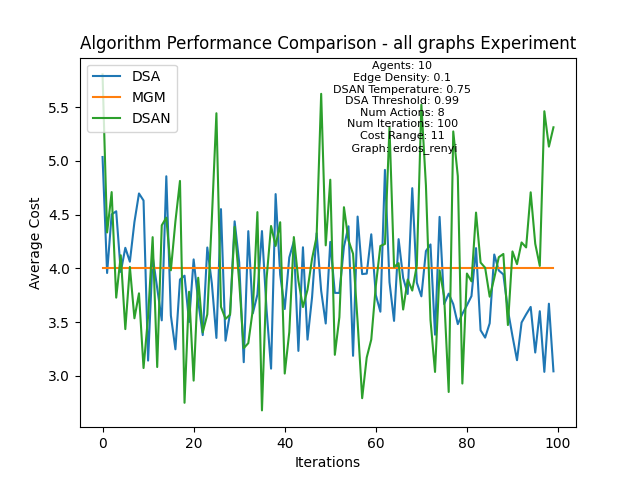 Algorithm Performance Comparison - all graphs Experiment
DSA
MGM
DSAN
Agents: 10
Edge Density: 0.1
DSAN Temperature: 0.75
DSA Threshold: 0.99
Num Actions: 8
Num Iterations: 100
Cost Range: 11
Graph: erdos_renyi
Average Cost
5.5
5.0
4.5
4.0
3.5
3.0
0 20 40 60 80 100
Iterations